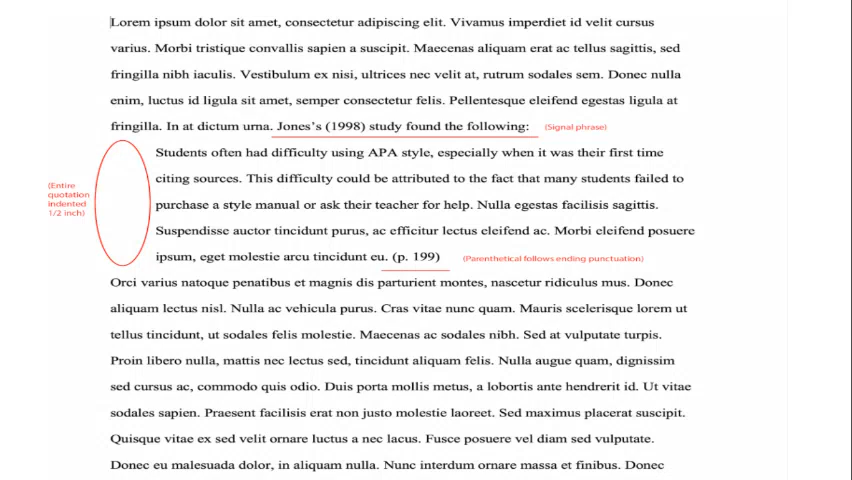 Lorem ipsum dolor sit amet, consectetur adipiscing elit. Vivamus imperdiet id velit cursus
varius. Morbi tristique convallis sapien a suscipit. Maecenas aliquam erat ac tellus sagittis, sed
fringilla nibh iaculis. Vestibulum ex nisi, ultrices nec velit at, rutrum sodales sem. Donec nulla
enim, luctus id ligula sit amet, semper consectetur felis. Pellentesque eleifend egestas ligula at
fringilla. In at dictum urna. Jones's (1998) study found the following: (Signal phrase)
Students often had difficulty using APA style, especially when it was their first time
citing sources. This difficulty could be attributed to the fact that many students failed to
(Entire
quotation
indented
1/2 inch)
purchase a style manual or ask their teacher for help. Nulla egestas facilisis sagittis.
Suspendisse auctor tincidunt purus, ac efficitur lectus eleifend ac. Morbi eleifend posuere
ipsum, eget molestie arcu tincidunt eu. (p. 199) (Parenthetical follows ending punctuation)
Orci varius natoque penatibus et magnis dis parturient montes, nascetur ridiculus mus. Donec
aliquam lectus nisl. Nulla ac vehicula purus. Cras vitae nunc quam. Mauris scelerisque lorem ut
tellus tincidunt, ut sodales felis molestie. Maecenas ac sodales nibh. Sed at vulputate turpis.
Proin libero nulla, mattis nec lectus sed, tincidunt aliquam felis. Nulla augue quam, dignissim
sed cursus ac, commodo quis odio. Duis porta mollis metus, a lobortis ante hendrerit id. Ut vitae
sodales sapien. Praesent facilisis erat non justo molestie laoreet. Sed maximus placerat suscipit.
Quisque vitae ex sed velit ornare luctus a nec lacus. Fusce posuere vel diam sed vulputate.
Donec eu malesuada dolor, in aliquam nulla. Nunc interdum ornare massa et finibus. Donec